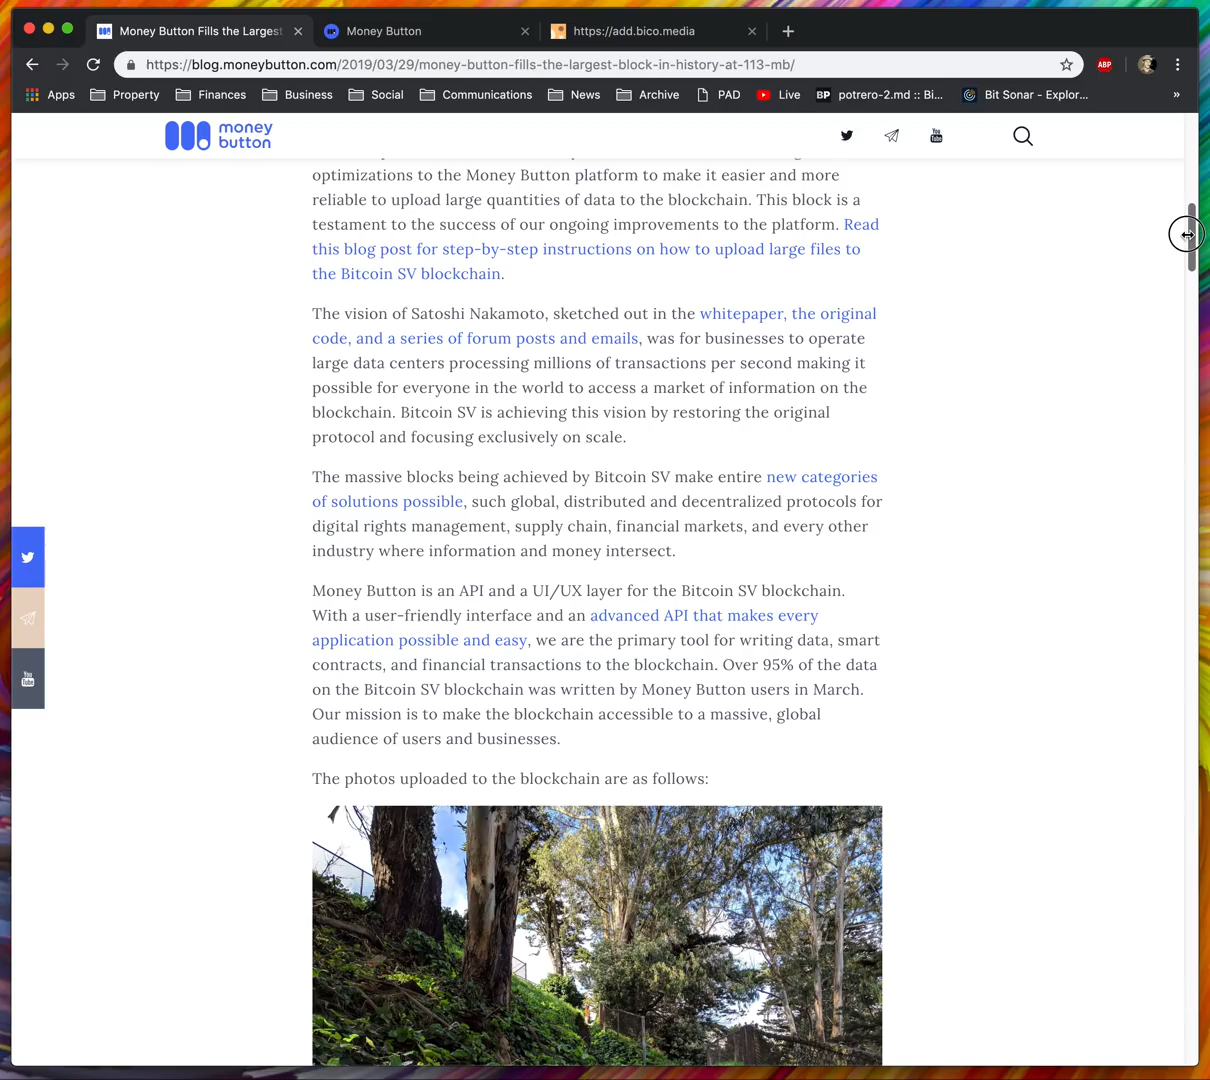 Money Button Fills the Largest
Money Button
https://add.bico.media
https://blog.moneybutton.com/2019/03/29/money-button-fills-the-largest-block-in-history-at-113-mb/
ABP
Apps
Property
Finances
Business
Social
Communications
News
Archive
PAD
Live
BP
potrero-2.md :: Bi...
Bit Sonar - Explor...
»
money
button
You
Tube
optimizations to the Money Button platform to make it easier and more
reliable to upload large quantities of data to the blockchain. This block is a
testament to the success of our ongoing improvements to the platform. Read
this blog post for step-by-step instructions on how to upload large files to
the Bitcoin SV blockchain.
The vision of Satoshi Nakamoto, sketched out in the whitepaper, the original
code, and a series of forum posts and emails, was for businesses to operate
large data centers processing millions of transactions per second making it
possible for everyone in the world to access a market of information on the
blockchain. Bitcoin SV is achieving this vision by restoring the original
protocol and focusing exclusively on scale.
The massive blocks being achieved by Bitcoin SV make entire new categories
of solutions possible, such global, distributed and decentralized protocols for
digital rights management, supply chain, financial markets, and every other
industry where information and money intersect.
Money Button is an API and a UI/UX layer for the Bitcoin SV blockchain.
With a user-friendly interface and an advanced API that makes every
application possible and easy, we are the primary tool for writing data, smart
contracts, and financial transactions to the blockchain. Over 95% of the data
on the Bitcoin SV blockchain was written by Money Button users in March.
Our mission is to make the blockchain accessible to a massive, global
audience of users and businesses.
You
Tube
The photos uploaded to the blockchain are as follows: